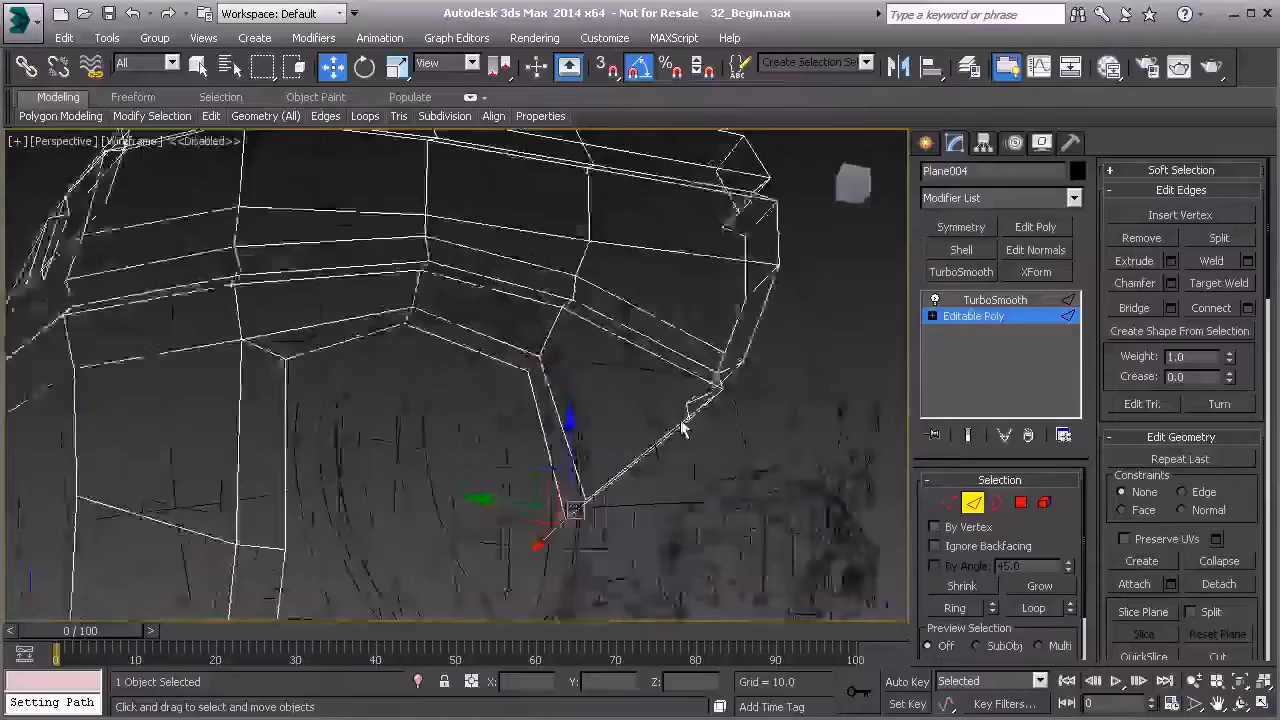 Workspace: Default
Autodesk 3ds Max 2014 x64 - Not for Resale 32_Begin.max
Type a keyword or phrase
Edit Tools Group Views Create Modifiers Animation Graph Editors Rendering Customize MAXScript Help
All View Create Selection Se
Modeling Freeform Selection Object Paint Populate
Polygon Modeling Modify Selection Edit Geometry (All) Edges Loops Tris Subdivision Align Properties
[+][Perspective][Wireframe]<<Disabled>>
Plane004
Modifier List
Symmetry Edit Poly
Shell Edit Normals
TurboSmooth XForm
TurboSmooth
Editable Poly
Selection
By Vertex
Ignore Backfacing
By Angle: 45.0
Shrink Grow
Ring Loop
Preview Selection
Off SubObj Multi
+ Soft Selection
- Edit Edges
Insert Vertex
Remove Split
Extrude Weld
Chamfer Target Weld
Bridge Connect
Create Shape From Selection
Weight: 1.0
Crease: 0.0
Edit Tri. Turn
- Edit Geometry
Repeat Last
Constraints
None Edge
Face Normal
Preserve UVs
Create Collapse
Attach Detach
Slice Plane Split
Slice Reset Plane
QuickSlice Cut
< 0 / 100 >
0 10 20 30 40 50 60 70 80 90 100
1 Object Selected X: Y: Z: Grid = 10.0 Auto Key Selected
Setting Path Click and drag to select and move objects Add Time Tag Set Key Key Filters... 0